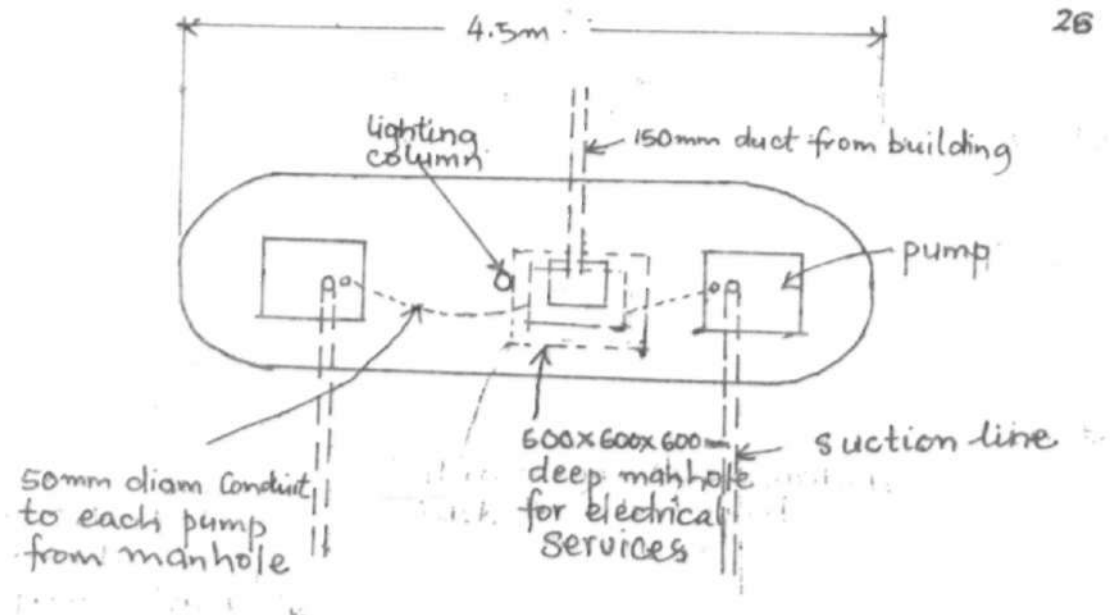 26
4.5m
lighting
column
150mm duct from building
pump
600x600x600mm
deep manhole
for electrical
services
suction line
50mm diam Conduit
to each pump
from manhole